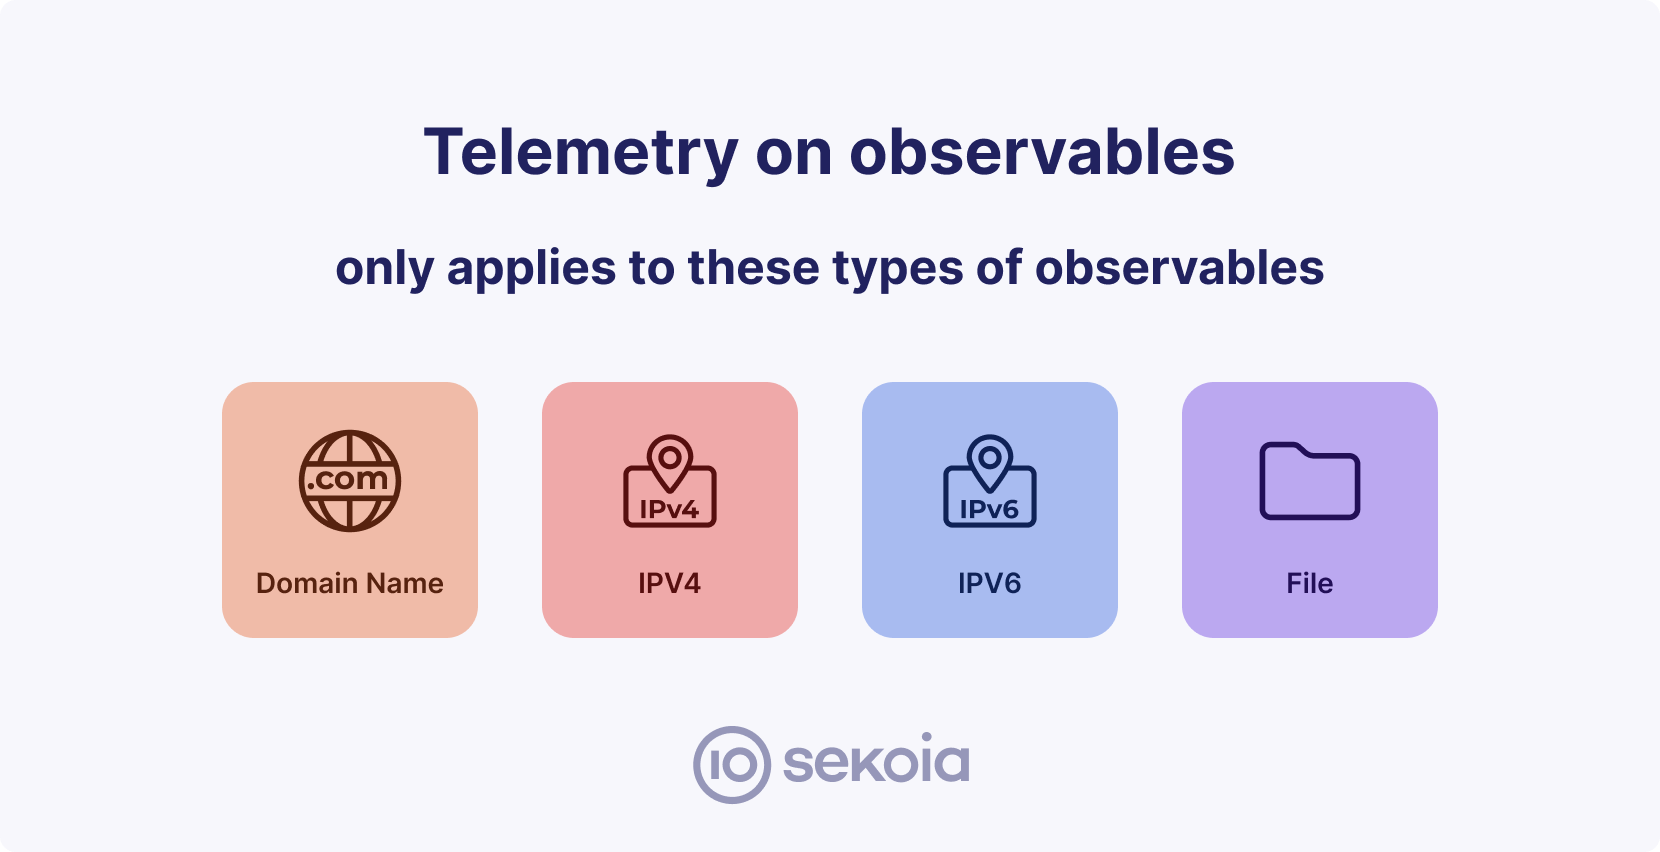 Telemetry on observables
only applies to these types of observables
.com
IPv4
IPv6
Domain Name
IPV4
IPV6
File
IO sekoia